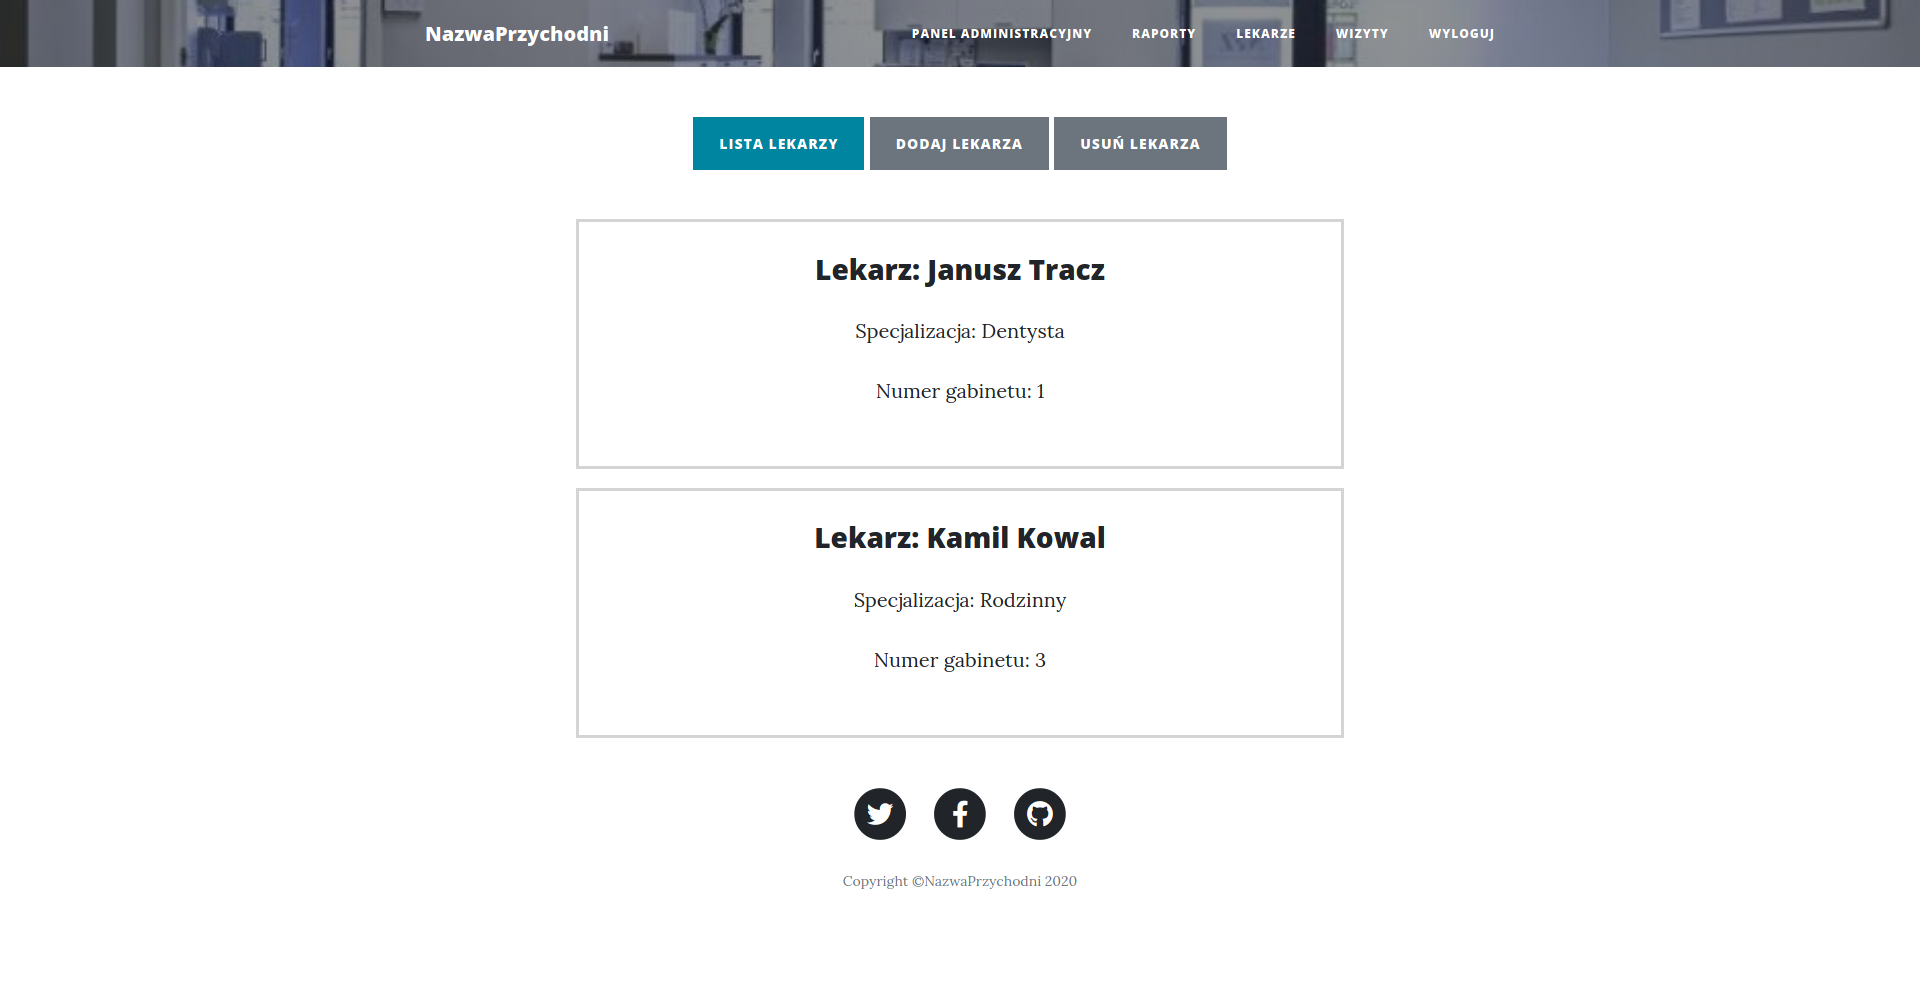 NazwaPrzychodni
PANEL ADMINISTRACYJNY RAPORTY LEKARZE WIZYTY WYLOGUJ
LISTA LEKARZY DODAJ LEKARZA USUŃ LEKARZA
Lekarz: Janusz Tracz
Specjalizacja: Dentysta
Numer gabinetu: 1
Lekarz: Kamil Kowal
Specjalizacja: Rodzinny
Numer gabinetu: 3
Copyright ©NazwaPrzychodni 2020